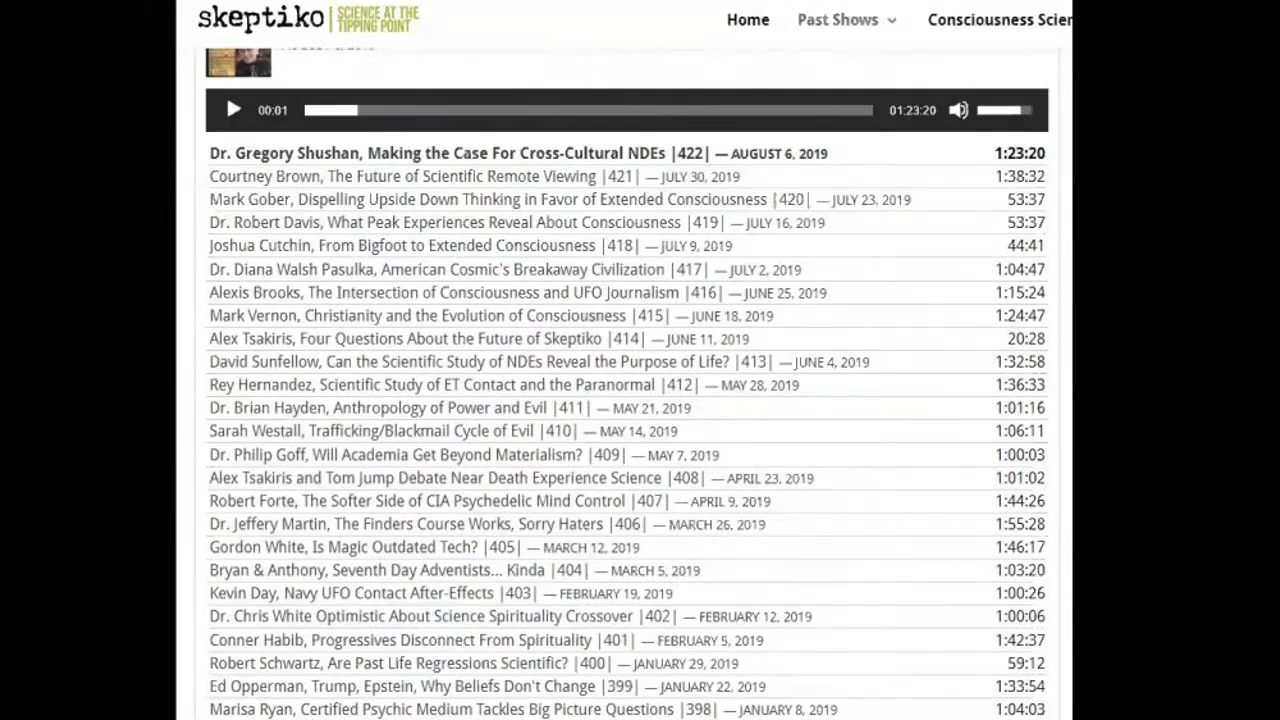 skeptiko | SCIENCE AT THE TIPPING POINT
Home Past Shows Consciousness Scien
00:01 01:23:20
Dr. Gregory Shushan, Making the Case For Cross-Cultural NDEs |422| — AUGUST 6, 2019 1:23:20
Courtney Brown, The Future of Scientific Remote Viewing |421| — JULY 30, 2019 1:38:32
Mark Gober, Dispelling Upside Down Thinking in Favor of Extended Consciousness |420| — JULY 23, 2019 53:37
Dr. Robert Davis, What Peak Experiences Reveal About Consciousness |419| — JULY 16, 2019 53:37
Joshua Cutchin, From Bigfoot to Extended Consciousness |418| — JULY 9, 2019 44:41
Dr. Diana Walsh Pasulka, American Cosmic's Breakaway Civilization |417| — JULY 2, 2019 1:04:47
Alexis Brooks, The Intersection of Consciousness and UFO Journalism |416| — JUNE 25, 2019 1:15:24
Mark Vernon, Christianity and the Evolution of Consciousness |415| — JUNE 18, 2019 1:24:47
Alex Tsakiris, Four Questions About the Future of Skeptiko |414| — JUNE 11, 2019 20:28
David Sunfellow, Can the Scientific Study of NDEs Reveal the Purpose of Life? |413| — JUNE 4, 2019 1:32:58
Rey Hernandez, Scientific Study of ET Contact and the Paranormal |412| — MAY 28, 2019 1:36:33
Dr. Brian Hayden, Anthropology of Power and Evil |411| — MAY 21, 2019 1:01:16
Sarah Westall, Trafficking/Blackmail Cycle of Evil |410| — MAY 14, 2019 1:06:11
Dr. Philip Goff, Will Academia Get Beyond Materialism? |409| — MAY 7, 2019 1:00:03
Alex Tsakiris and Tom Jump Debate Near Death Experience Science |408| — APRIL 23, 2019 1:01:02
Robert Forte, The Softer Side of CIA Psychedelic Mind Control |407| — APRIL 9, 2019 1:44:26
Dr. Jeffery Martin, The Finders Course Works, Sorry Haters |406| — MARCH 26, 2019 1:55:28
Gordon White, Is Magic Outdated Tech? |405| — MARCH 12, 2019 1:46:17
Bryan & Anthony, Seventh Day Adventists... Kinda |404| — MARCH 5, 2019 1:03:20
Kevin Day, Navy UFO Contact After-Effects |403| — FEBRUARY 19, 2019 1:00:26
Dr. Chris White Optimistic About Science Spirituality Crossover |402| — FEBRUARY 12, 2019 1:00:06
Conner Habib, Progressives Disconnect From Spirituality |401| — FEBRUARY 5, 2019 1:42:37
Robert Schwartz, Are Past Life Regressions Scientific? |400| — JANUARY 29, 2019 59:12
Ed Opperman, Trump, Epstein, Why Beliefs Don't Change |399| — JANUARY 22, 2019 1:33:54
Marisa Ryan, Certified Psychic Medium Tackles Big Picture Questions |398| — JANUARY 8, 2019 1:04:03